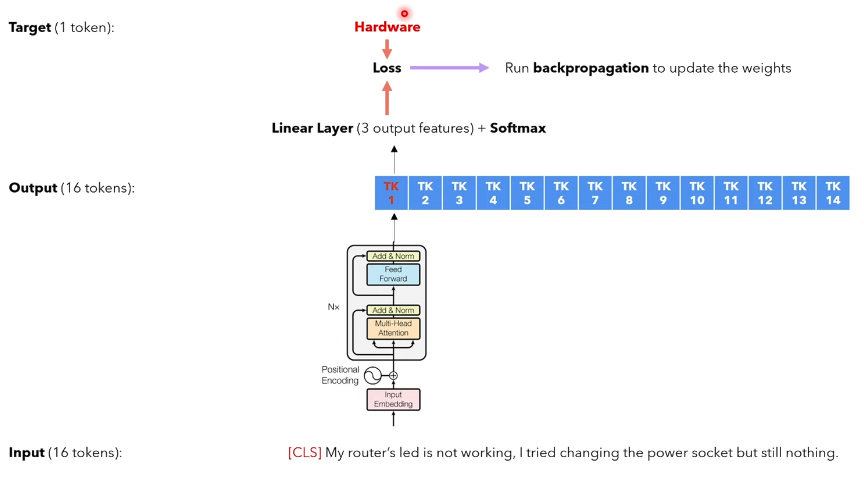 Target (1 token):
Hardware
Loss
Run backpropagation to update the weights
Linear Layer (3 output features) + Softmax
Output (16 tokens):
TK 1
TK 2
TK 3
TK 4
TK 5
TK 6
TK 7
TK 8
TK 9
TK 10
TK 11
TK 12
TK 13
TK 14
Add & Norm
Feed
Forward
Nx
Add & Norm
Multi-Head
Attention
Positional
Encoding
Input
Embedding
Input (16 tokens):
[CLS] My router's led is not working, I tried changing the power socket but still nothing.